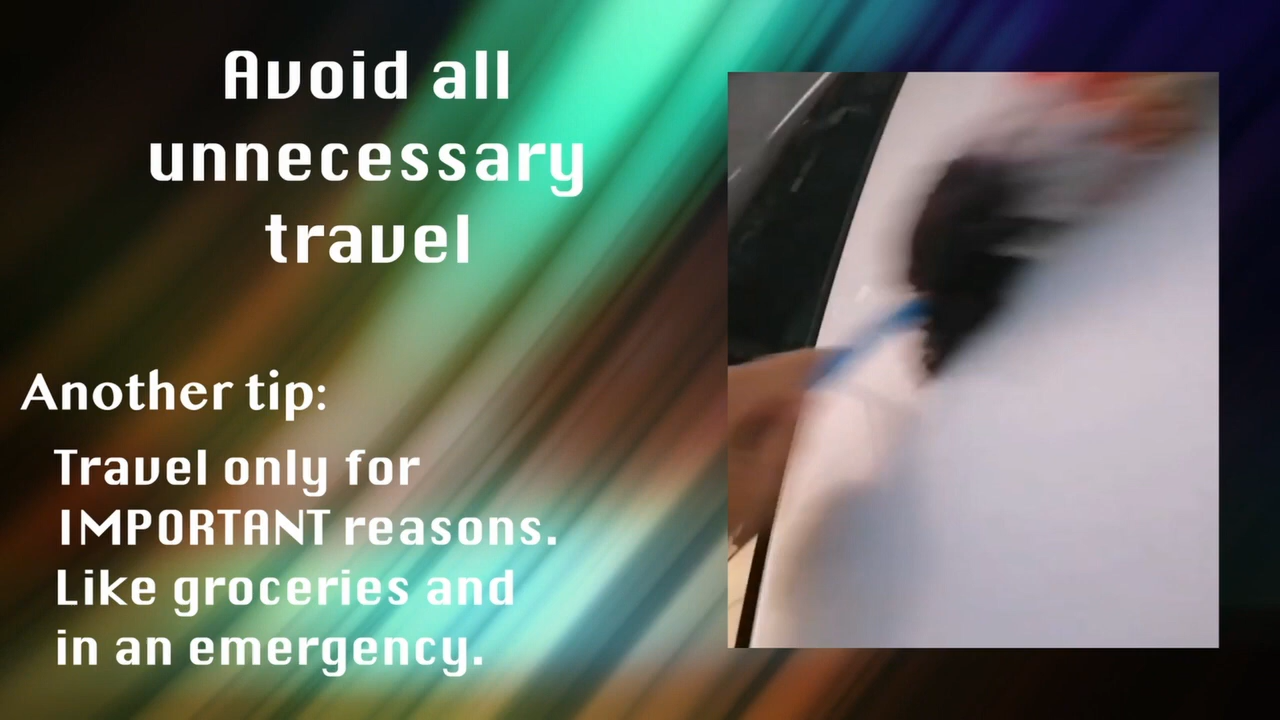 Avoid all
unnecessary
travel
Another tip:
Travel only for
IMPORTANT reasons.
Like groceries and
in an emergency.